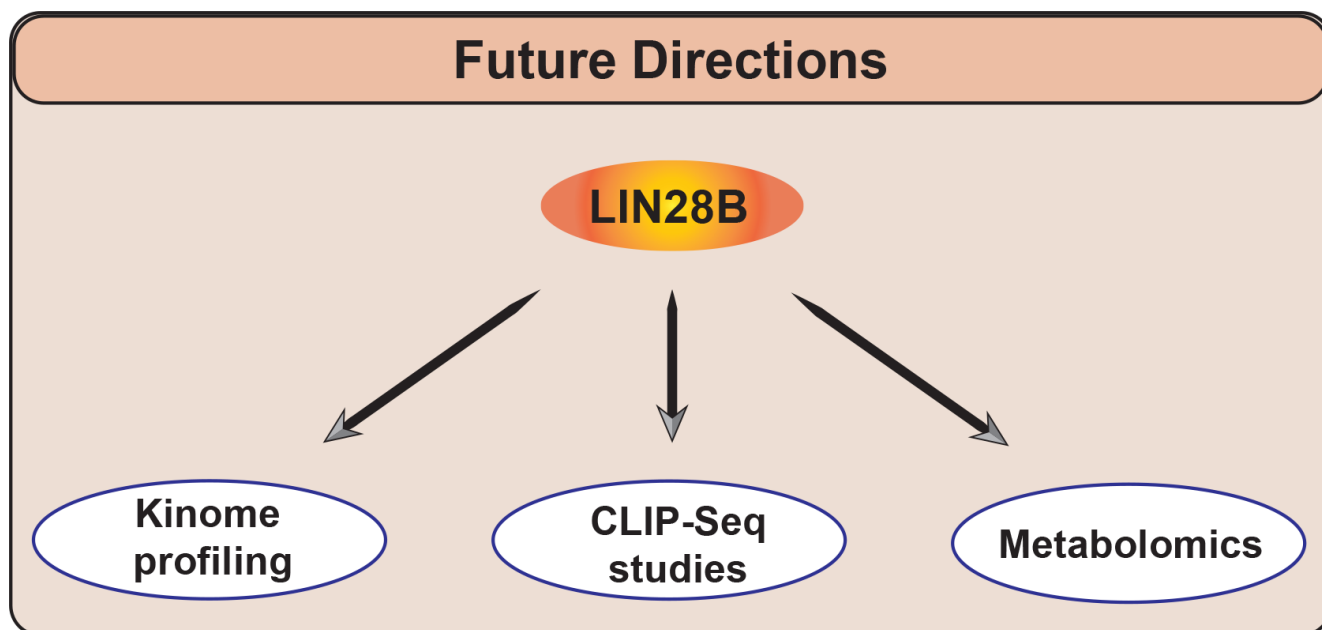 Future Directions
LIN28B
Kinome
profiling
CLIP-Seq
studies
Metabolomics